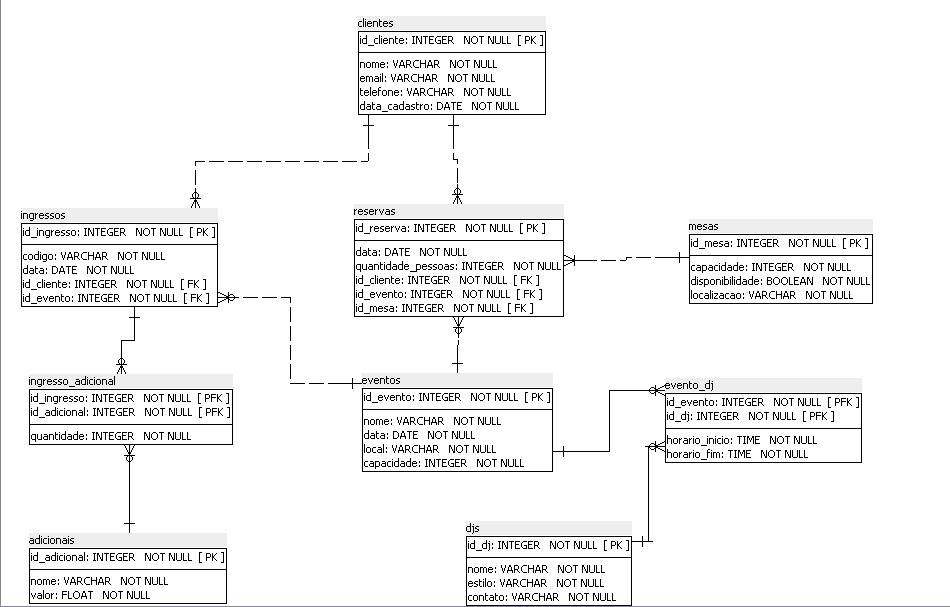 clientes
id_cliente: INTEGER NOT NULL [ PK ]
nome: VARCHAR NOT NULL
email: VARCHAR NOT NULL
telefone: VARCHAR NOT NULL
data_cadastro: DATE NOT NULL
ingressos
id_ingresso: INTEGER NOT NULL [ PK ]
codigo: VARCHAR NOT NULL
data: DATE NOT NULL
id_cliente: INTEGER NOT NULL [ FK ]
id_evento: INTEGER NOT NULL [ FK ]
reservas
id_reserva: INTEGER NOT NULL [ PK ]
data: DATE NOT NULL
quantidade_pessoas: INTEGER NOT NULL
id_cliente: INTEGER NOT NULL [ FK ]
id_evento: INTEGER NOT NULL [ FK ]
id_mesa: INTEGER NOT NULL [ FK ]
mesas
id_mesa: INTEGER NOT NULL [ PK ]
capacidade: INTEGER NOT NULL
disponibilidade: BOOLEAN NOT NULL
localizacao: VARCHAR NOT NULL
ingresso_adicional
id_ingresso: INTEGER NOT NULL [ PFK ]
id_adicional: INTEGER NOT NULL [ PFK ]
quantidade: INTEGER NOT NULL
eventos
id_evento: INTEGER NOT NULL [ PK ]
nome: VARCHAR NOT NULL
data: DATE NOT NULL
local: VARCHAR NOT NULL
capacidade: INTEGER NOT NULL
evento_dj
id_evento: INTEGER NOT NULL [ PFK ]
id_dj: INTEGER NOT NULL [ PFK ]
horario_inicio: TIME NOT NULL
horario_fim: TIME NOT NULL
adicionais
id_adicional: INTEGER NOT NULL [ PK ]
nome: VARCHAR NOT NULL
valor: FLOAT NOT NULL
djs
id_dj: INTEGER NOT NULL [ PK ]
nome: VARCHAR NOT NULL
estilo: VARCHAR NOT NULL
contato: VARCHAR NOT NULL